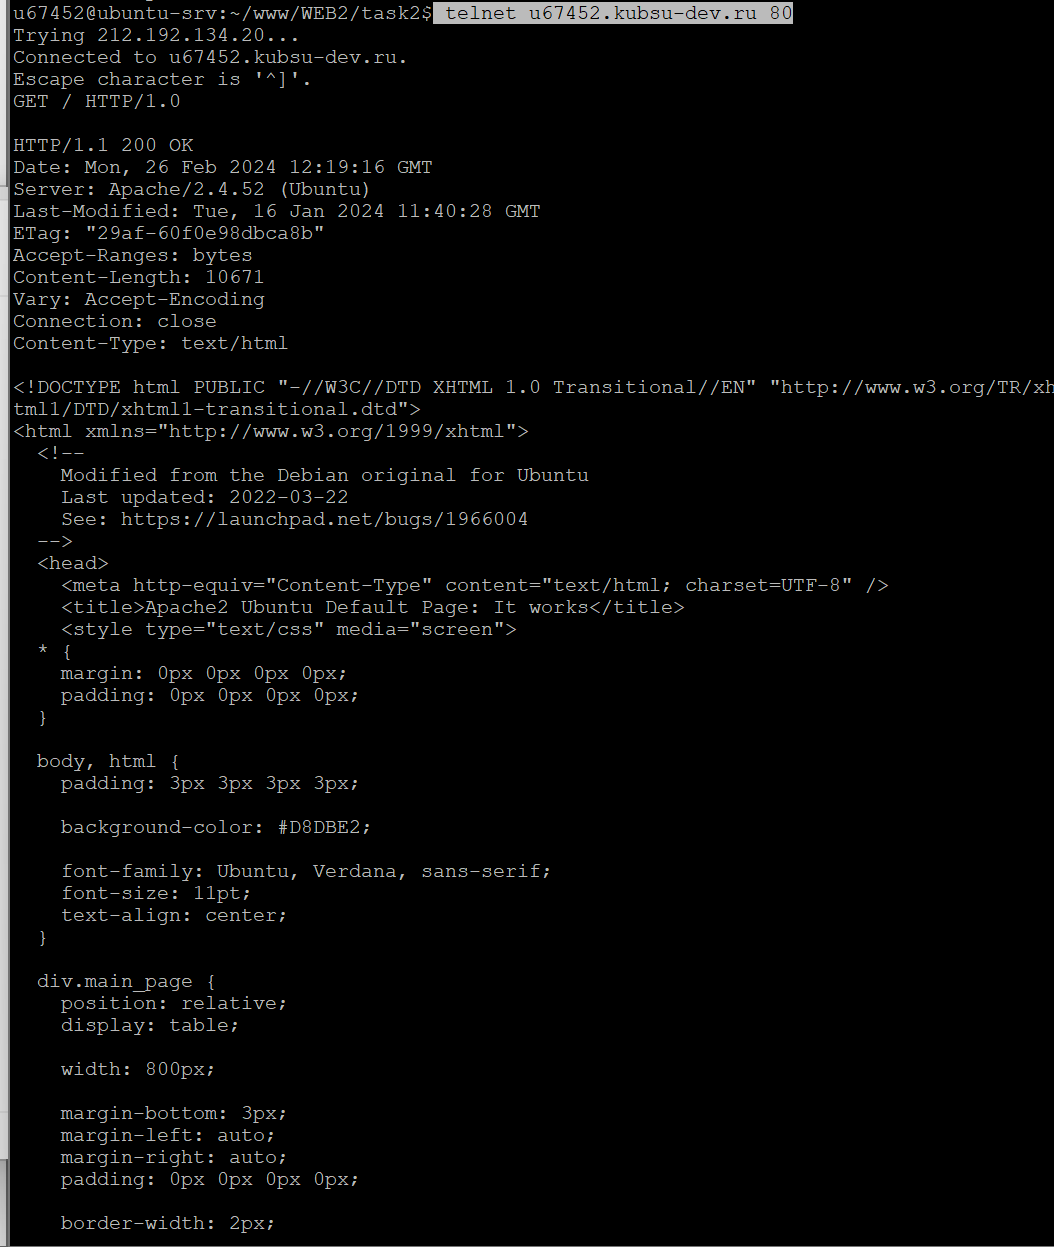 u67452@ubuntu-srv:~/www/WEB2/task2$ telnet u67452.kubsu-dev.ru 80
Trying 212.192.134.20...
Connected to u67452.kubsu-dev.ru.
Escape character is '^]'.
GET / HTTP/1.0

HTTP/1.1 200 OK
Date: Mon, 26 Feb 2024 12:19:16 GMT
Server: Apache/2.4.52 (Ubuntu)
Last-Modified: Tue, 16 Jan 2024 11:40:28 GMT
ETag: "29af-60f0e98dbca8b"
Accept-Ranges: bytes
Content-Length: 10671
Vary: Accept-Encoding
Connection: close
Content-Type: text/html

<!DOCTYPE html PUBLIC "-//W3C//DTD XHTML 1.0 Transitional//EN" "http://www.w3.org/TR/xh
tml1/DTD/xhtml1-transitional.dtd">
<html xmlns="http://www.w3.org/1999/xhtml">
  <!--
    Modified from the Debian original for Ubuntu
    Last updated: 2022-03-22
    See: https://launchpad.net/bugs/1966004
  -->
  <head>
    <meta http-equiv="Content-Type" content="text/html; charset=UTF-8" />
    <title>Apache2 Ubuntu Default Page: It works</title>
    <style type="text/css" media="screen">
  * {
    margin: 0px 0px 0px 0px;
    padding: 0px 0px 0px 0px;
  }

  body, html {
    padding: 3px 3px 3px 3px;

    background-color: #D8DBE2;

    font-family: Ubuntu, Verdana, sans-serif;
    font-size: 11pt;
    text-align: center;
  }

  div.main_page {
    position: relative;
    display: table;

    width: 800px;

    margin-bottom: 3px;
    margin-left: auto;
    margin-right: auto;
    padding: 0px 0px 0px 0px;

    border-width: 2px;